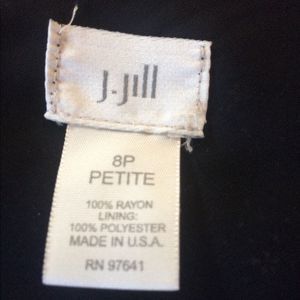 J.Jill
8P
PETITE
100% RAYON
LINING:
100% POLYESTER
MADE IN U.S.A.
RN 97641